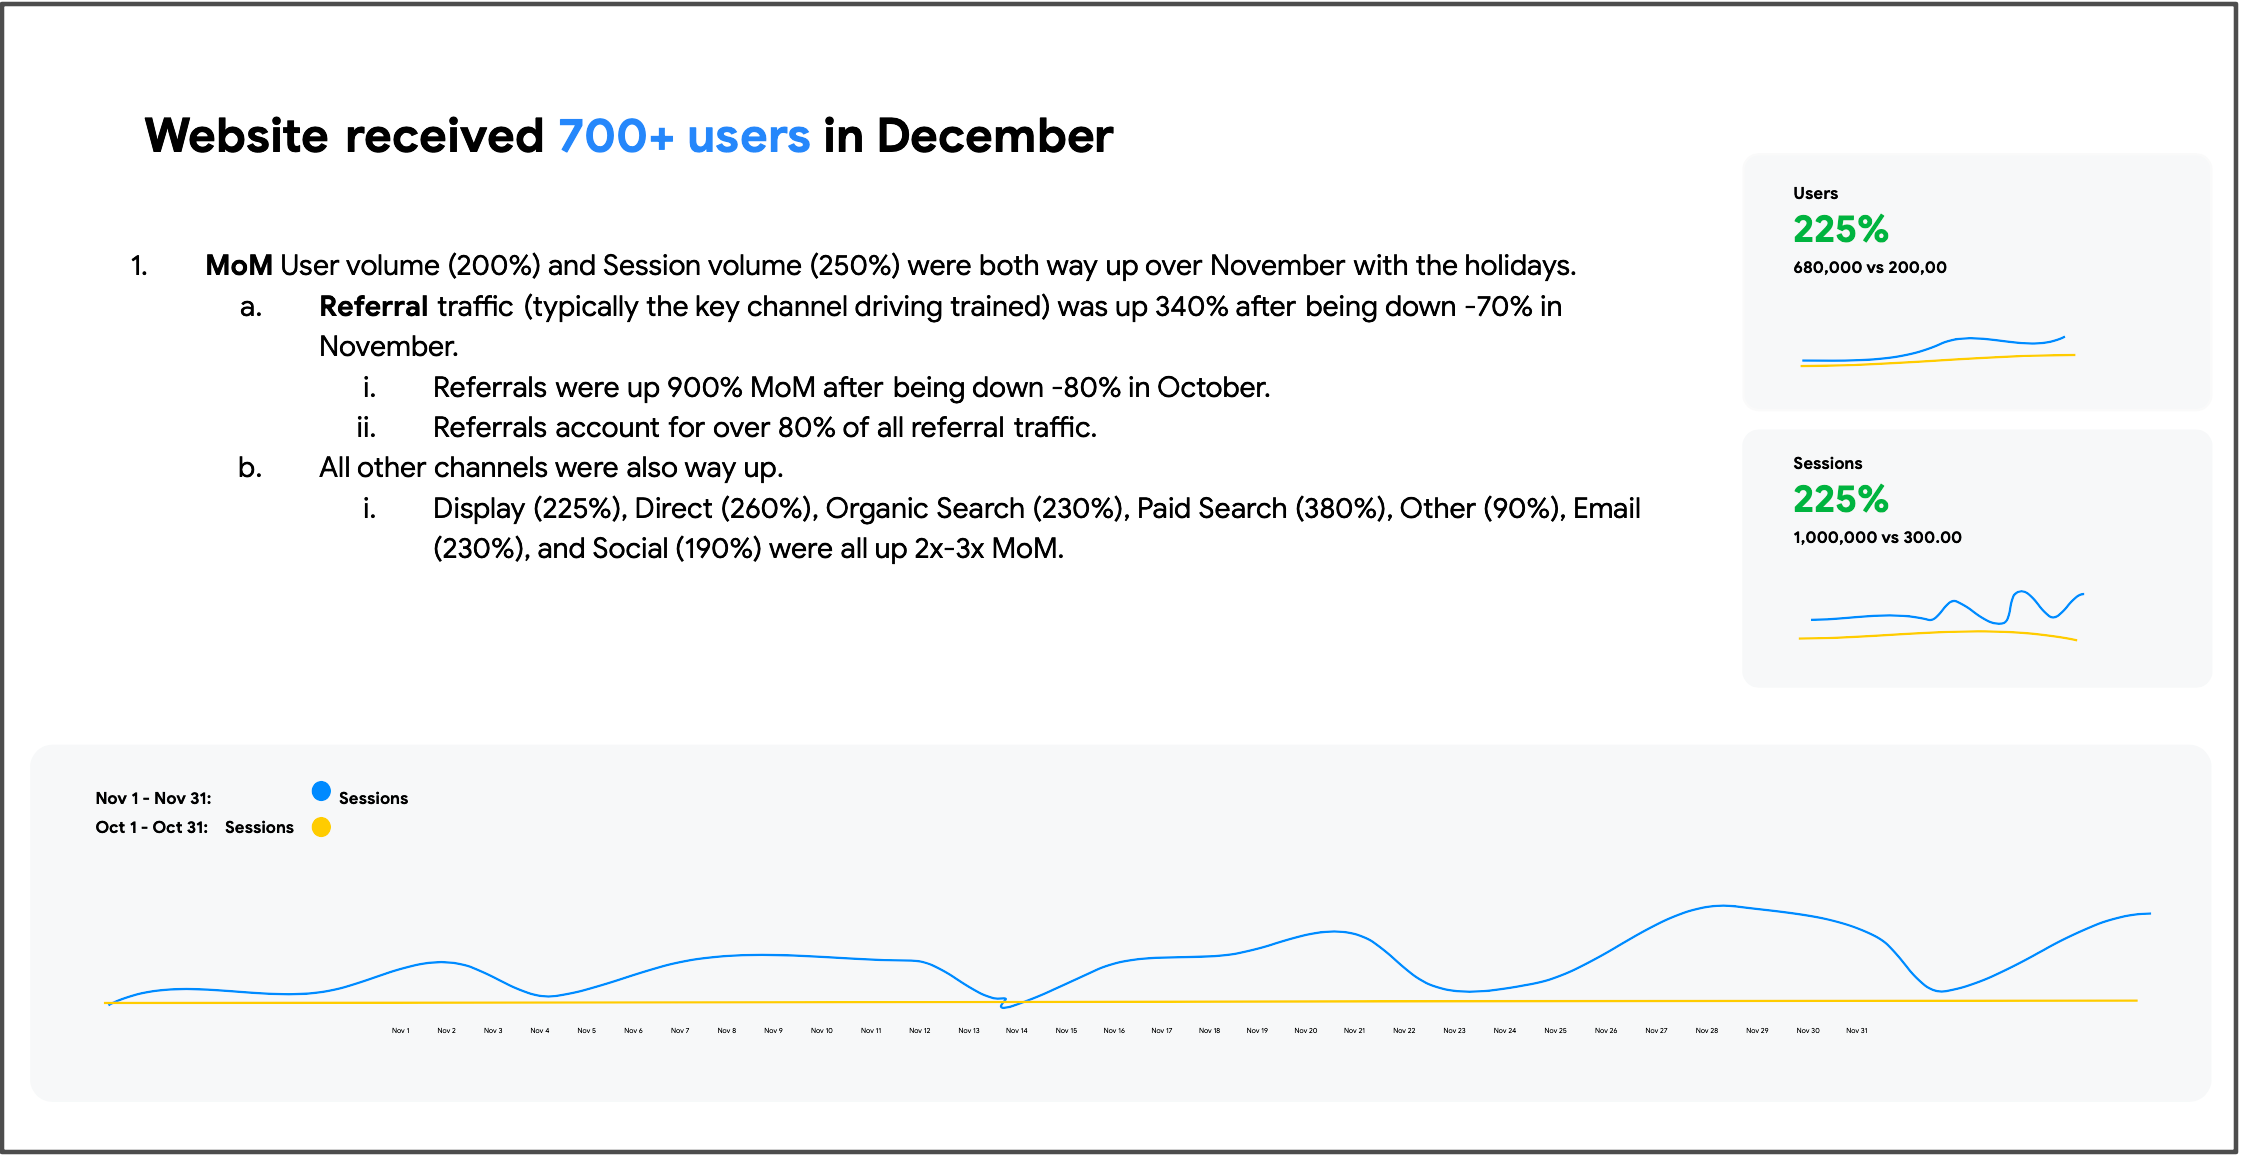 Website received 700+ users in December
1. MoM User volume (200%) and Session volume (250%) were both way up over November with the holidays.
a. Referral traffic (typically the key channel driving trained) was up 340% after being down -70% in
November.
i. Referrals were up 900% MoM after being down -80% in October.
ii. Referrals account for over 80% of all referral traffic.
b. All other channels were also way up.
i. Display (225%), Direct (260%), Organic Search (230%), Paid Search (380%), Other (90%), Email
(230%), and Social (190%) were all up 2x-3x MoM.
Users
225%
680,000 vs 200,00
Sessions
225%
1,000,000 vs 300.00
Nov 1 - Nov 31: Sessions
Oct 1 - Oct 31: Sessions
Nov 1 Nov 2 Nov 3 Nov 4 Nov 5 Nov 6 Nov 7 Nov 8 Nov 9 Nov 10 Nov 11 Nov 12 Nov 13 Nov 14 Nov 15 Nov 16 Nov 17 Nov 18 Nov 19 Nov 20 Nov 21 Nov 22 Nov 23 Nov 24 Nov 25 Nov 26 Nov 27 Nov 28 Nov 29 Nov 30 Nov 31